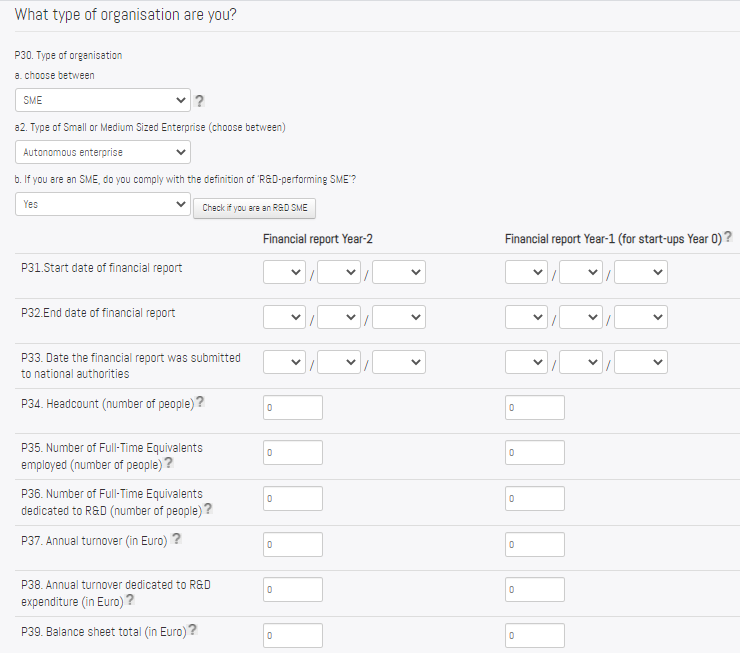 What type of organisation are you?
P30. Type of organisation
a. choose between
SME ?
a2. Type of Small or Medium Sized Enterprise (choose between)
Autonomous enterprise
b. If you are an SME, do you comply with the definition of 'R&D-performing SME'?
Yes Check if you are an R&D SME
Financial report Year-2 Financial report Year-1 (for start-ups Year 0) ?
P31.Start date of financial report / / / /
P32.End date of financial report / / / /
P33. Date the financial report was submitted
to national authorities / / / /
P34. Headcount (number of people) ? 0 0
P35. Number of Full-Time Equivalents
employed (number of people) ? 0 0
P36. Number of Full-Time Equivalents
dedicated to R&D (number of people) ? 0 0
P37. Annual turnover (in Euro) ? 0 0
P38. Annual turnover dedicated to R&D
expenditure (in Euro) ? 0 0
P39. Balance sheet total (in Euro) ? 0 0